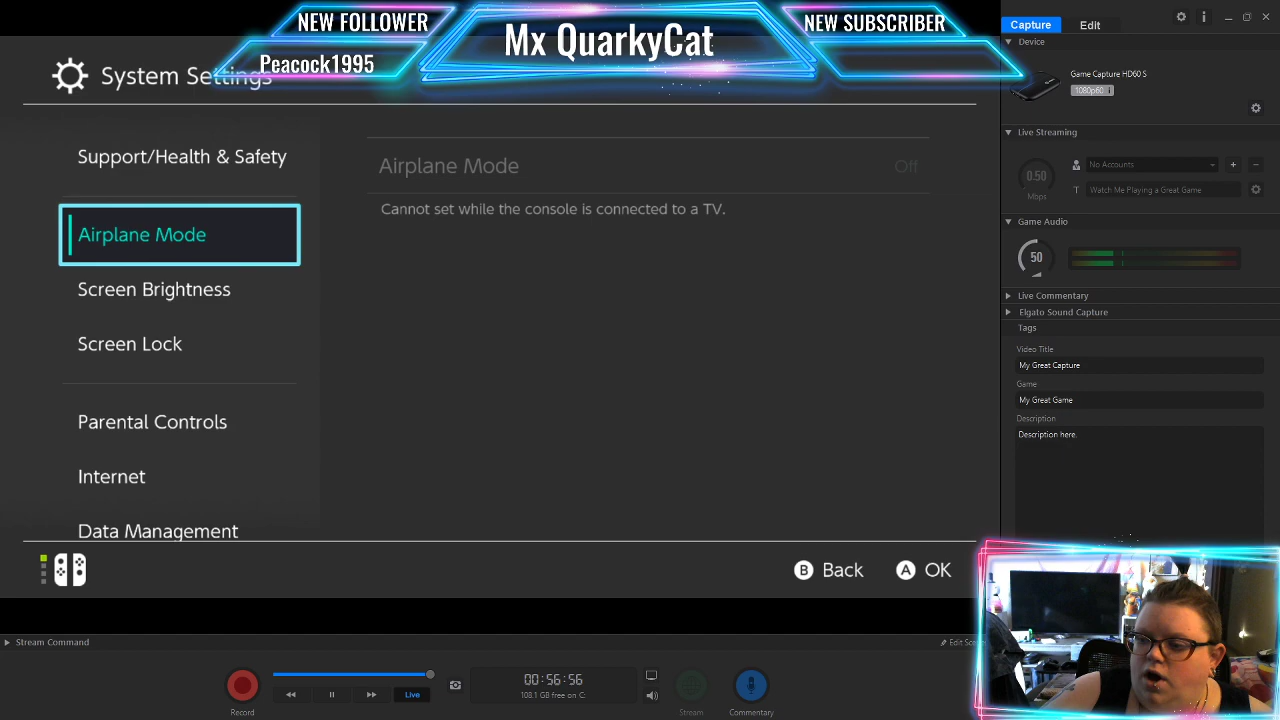 NEW FOLLOWER
Mx QuarkyCat
NEW SUBSCRIBER
Peacock1995
System Settings
Support/Health & Safety
Airplane Mode
Screen Brightness
Screen Lock
Parental Controls
Internet
Data Management
Airplane Mode Off
Cannot set while the console is connected to a TV.
B Back A OK
Capture Edit
Device
Game Capture HD60 S
1080p60
Live Streaming
0.50
Mbps
No Accounts
T Watch Me Playing a Great Game
Game Audio
50
Live Commentary
Elgato Sound Capture
Tags
Video Title
My Great Capture
Game
My Great Game
Description
Description here.
Stream Command
Edit
Record
Live
00:56:56
108.1 GB free on C:
Stream
Commentary